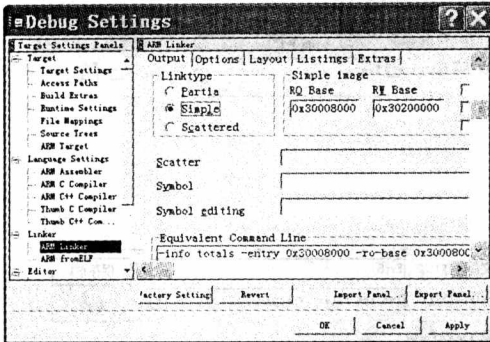 Debug Settings
Target Settings Panels
Target
Target Settings
Access Paths
Build Extras
Runtime Settings
File Mappings
Source Trees
ARM Target
Language Settings
ARM Assembler
ARM C Compiler
ARM C++ Compiler
Thumb C Compiler
Thumb C++ Com...
Linker
ARM Linker
ARM fromELF
Editor
ARM Linker
Output Options Layout Listings Extras
Linktype
Partia
Simple
Scattered
Simple image
RO Base RW Base
0x30008000 0x30200000
Scatter
Symbol
Symbol editing
Equivalent Command Line
-info totals -entry 0x30008000 -ro-base 0x300080C
actory Setting Revert Import Panel... Export Panel...
OK Cancel Apply